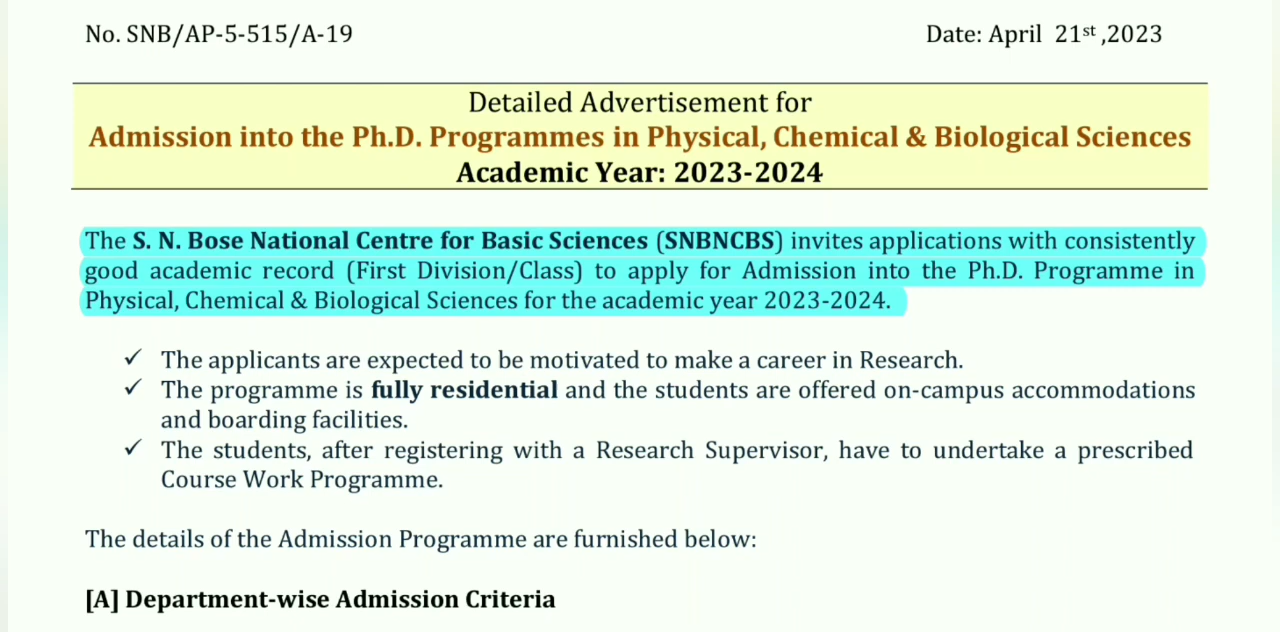 No. SNB/AP-5-515/A-19 Date: April 21st ,2023
Detailed Advertisement for
Admission into the Ph.D. Programmes in Physical, Chemical & Biological Sciences
Academic Year: 2023-2024
The S. N. Bose National Centre for Basic Sciences (SNBNCBS) invites applications with consistently
good academic record (First Division/Class) to apply for Admission into the Ph.D. Programme in
Physical, Chemical & Biological Sciences for the academic year 2023-2024.
✓ The applicants are expected to be motivated to make a career in Research.
✓ The programme is fully residential and the students are offered on-campus accommodations
and boarding facilities.
✓ The students, after registering with a Research Supervisor, have to undertake a prescribed
Course Work Programme.
The details of the Admission Programme are furnished below:
[A] Department-wise Admission Criteria